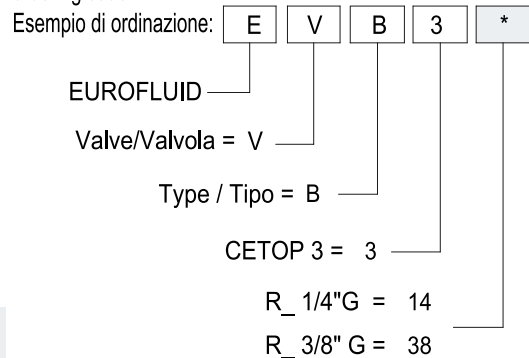 Esempio di ordinazione: E V B 3 *
EUROFLUID
Valve/Valvola = V
Type / Tipo = B
CETOP 3 = 3
R_ 1/4"G = 14
R_ 3/8" G = 38